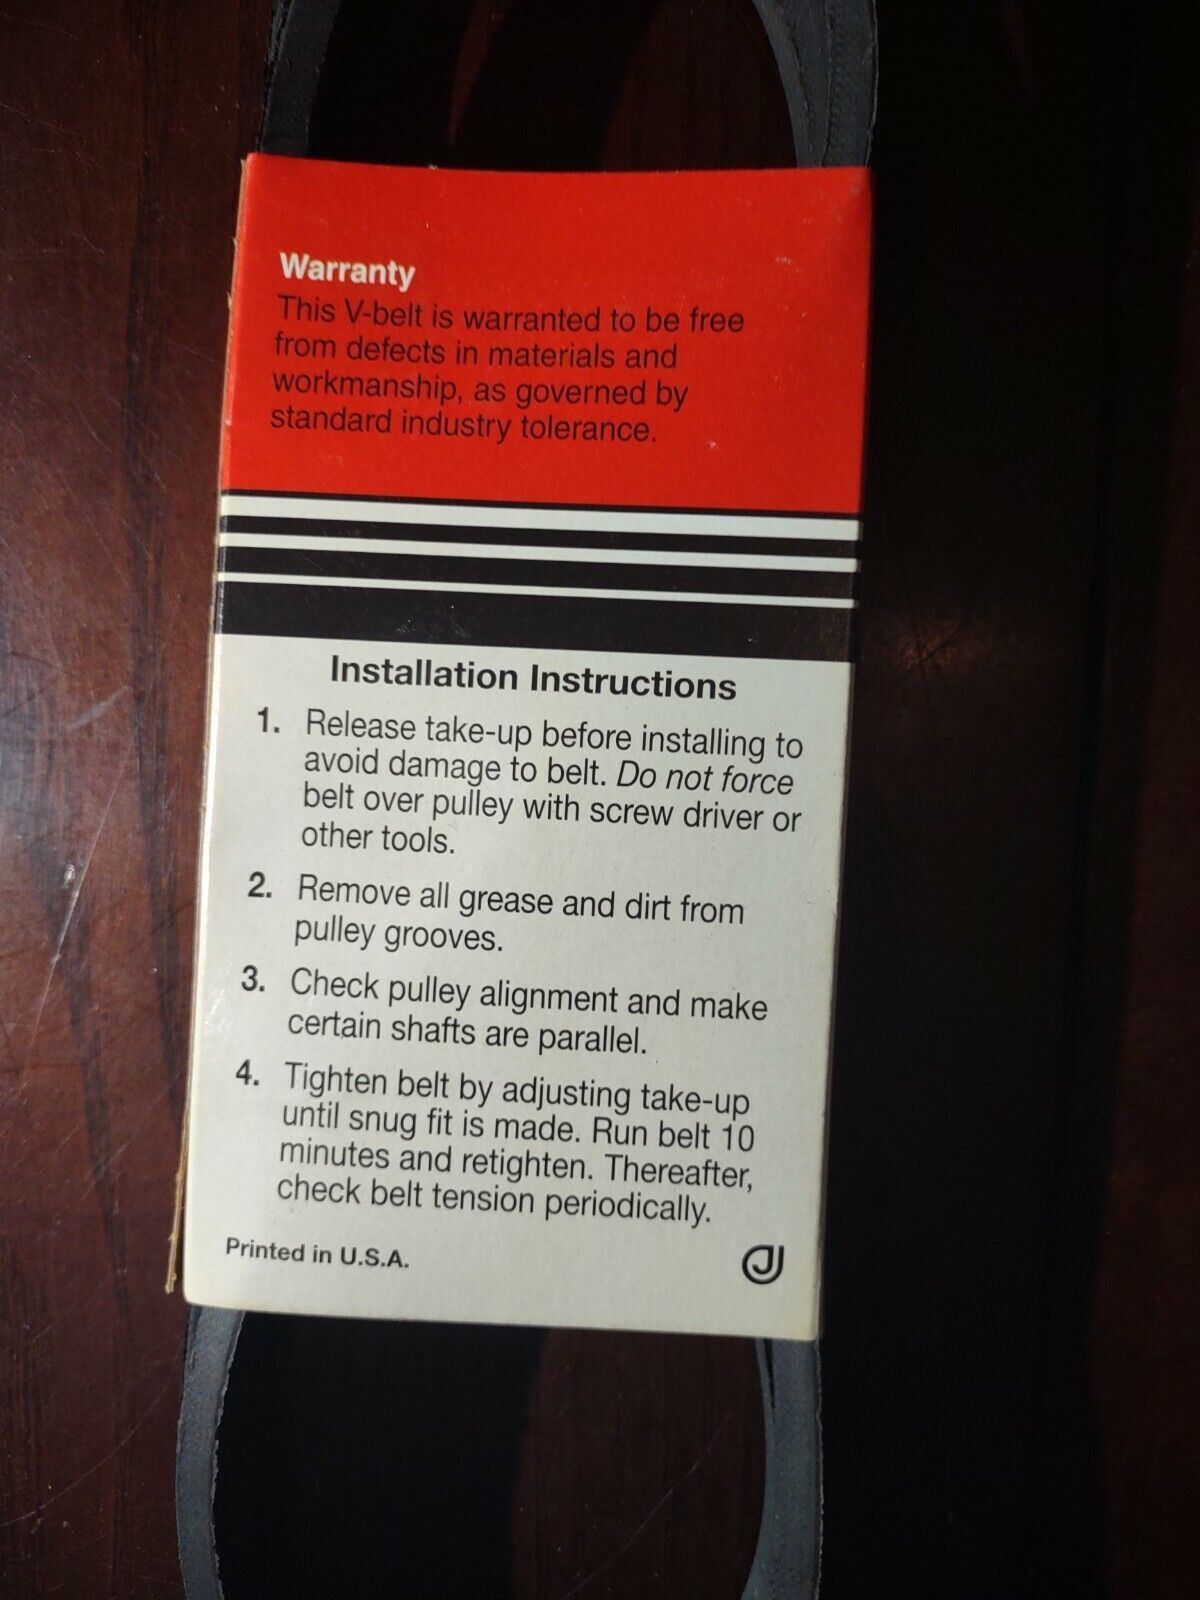 Warranty
This V-belt is warranted to be free
from defects in materials and
workmanship, as governed by
standard industry tolerance.
Installation Instructions
1. Release take-up before installing to
avoid damage to belt. Do not force
belt over pulley with screw driver or
other tools.
2. Remove all grease and dirt from
pulley grooves.
3. Check pulley alignment and make
certain shafts are parallel.
4. Tighten belt by adjusting take-up
until snug fit is made. Run belt 10
minutes and retighten. Thereafter,
check belt tension periodically.
Printed in U.S.A.
J